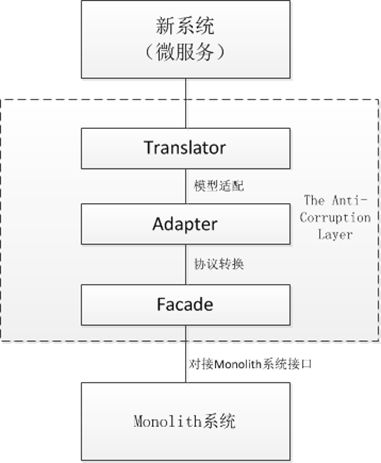 新系统
（微服务）
Translator
模型适配
The Anti-
Corruption
Layer
Adapter
协议转换
Facade
对接Monolith系统接口
Monolith系统